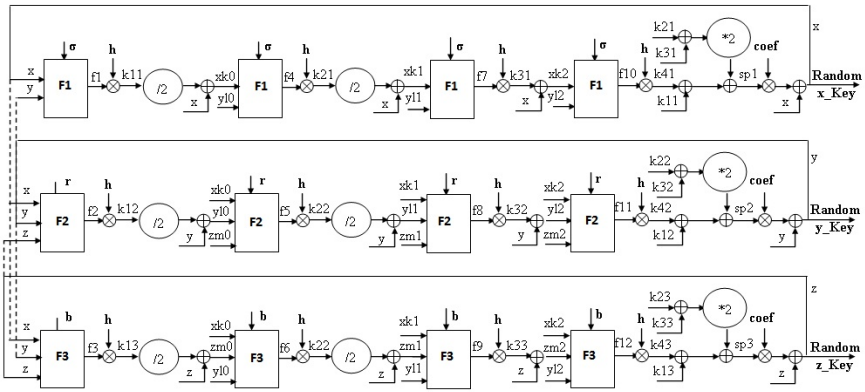 x
k21
*2
σ h σ h σ h σ h k31 coef
x f1 k11 xk0 f4 k21 xk1 f7 k31 xk2 f10 k41 sp1 Random
y F1 /2 F1 /2 F1 F1
x yl0 x yl1 x yl2 k11 x x_Key
y
k22
*2
r h r h r h r h k32 coef
x xk0 xk1 xk2
y f2 k12 yl0 f5 k22 yl1 f8 k32 yl2 f11 k42 sp2 Random
F2 /2 F2 /2 F2 F2
z y zm0 y zm1 y zm2 k12 y y_Key
z
k23
*2
b h b h b h b h k33 coef
x xk0 xk1 xk2
y f3 k13 zm0 f6 k22 zm1 f9 k33 zm2 f12 k43 sp3 Random
F3 /2 F3 /2 F3 F3
z z yl0 z yl1 z yl2 k13 z z_Key